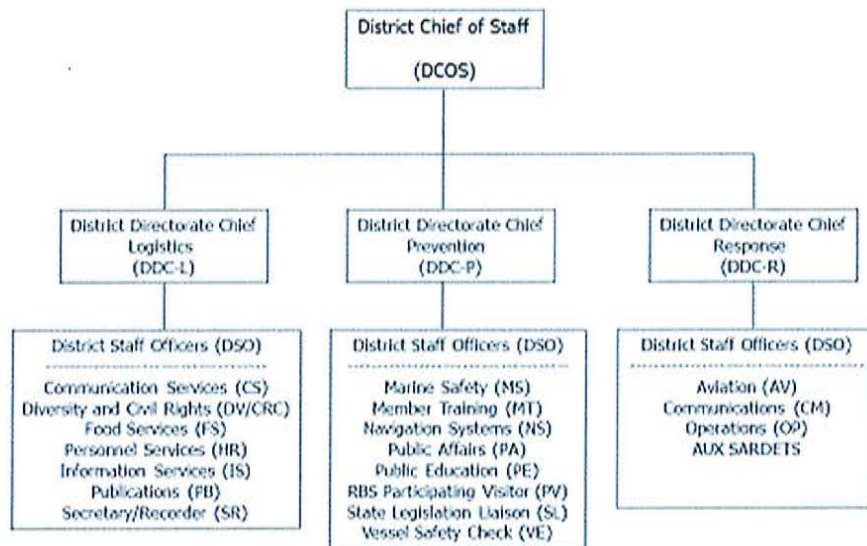 District Chief of Staff
(DCOS)
District Directorate Chief
Logistics
(DDC-L)
District Directorate Chief
Prevention
(DDC-P)
District Directorate Chief
Response
(DDC-R)
District Staff Officers (DSO)
Communication Services (CS)
Diversity and Civil Rights (DV/CRC)
Food Services (FS)
Personnel Services (HR)
Information Services (IS)
Publications (PB)
Secretary/Recorder (SR)
District Staff Officers (DSO)
Marine Safety (MS)
Member Training (MT)
Navigation Systems (NS)
Public Affairs (PA)
Public Education (PE)
RBS Participating Visitor (PV)
State Legislation Liaison (SL)
Vessel Safety Check (VE)
District Staff Officers (DSO)
Aviation (AV)
Communications (CM)
Operations (OP)
AUX SARDETS